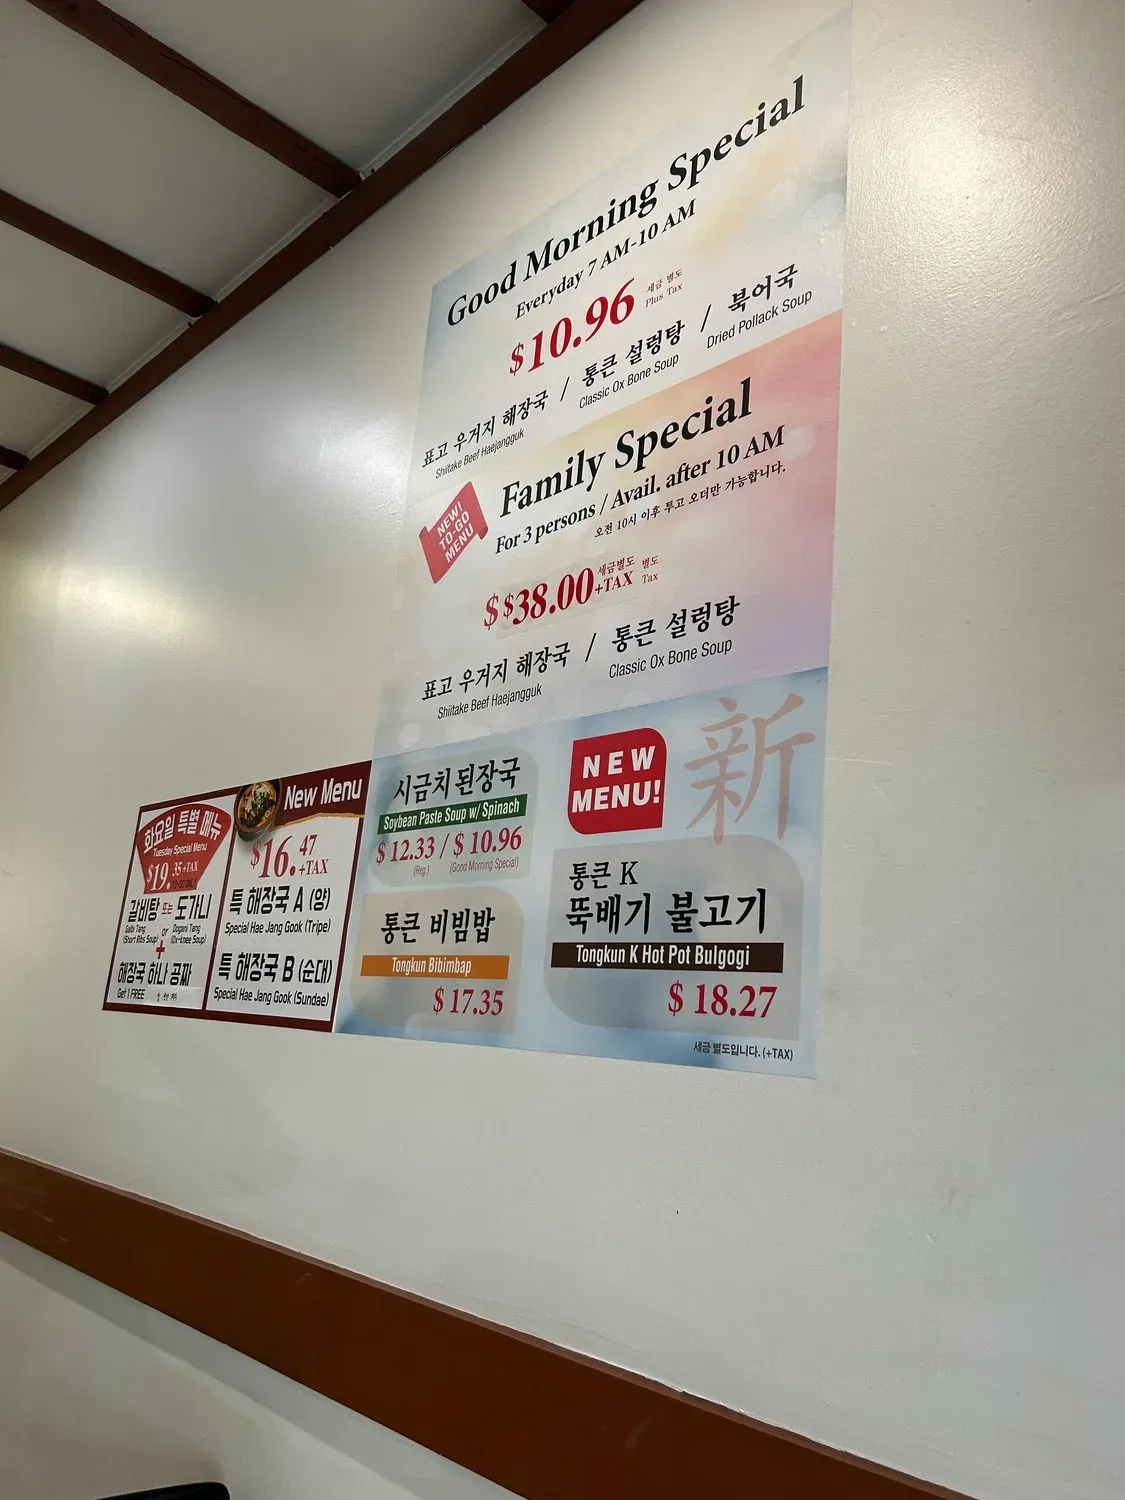 Good Morning Special
Everyday 7 AM-10 AM
$10.96 세금 별도
Plus Tax
표고 우거지 해장국 / 통큰 설렁탕 / 북어국
Shiitake Beef Haejangguk Classic Ox Bone Soup Dried Pollack Soup
NEW!
TO-GO
MENU
Family Special
For 3 persons / Avail. after 10 AM
오전 10시 이후 투고 오더만 가능합니다.
$ $38.00 세금별도 별도
+TAX Tax
표고 우거지 해장국 / 통큰 설렁탕
Shiitake Beef Haejangguk Classic Ox Bone Soup
화요일 특별 메뉴
Tuesday Special Menu
$19.35 +TAX
TO-GO ONLY
갈비탕 또는 도가니
Galbi Tang or Dogani Tang
(Short Ribs Soup) (Ox-knee Soup)
+
해장국 하나 공짜
Get 1 FREE
New Menu
$16.47
+TAX
특 해장국 A (양)
Special Hae Jang Gook (Tripe)
특 해장국 B (순대)
Special Hae Jang Gook (Sundae)
시금치 된장국
Soybean Paste Soup w/ Spinach
$ 12.33 / $ 10.96
(Reg.) (Good Morning Special)
통큰 비빔밥
Tongkun Bibimbap
$ 17.35
NEW
MENU!
新
통큰 K
뚝배기 불고기
Tongkun K Hot Pot Bulgogi
$ 18.27
세금 별도입니다. (+TAX)